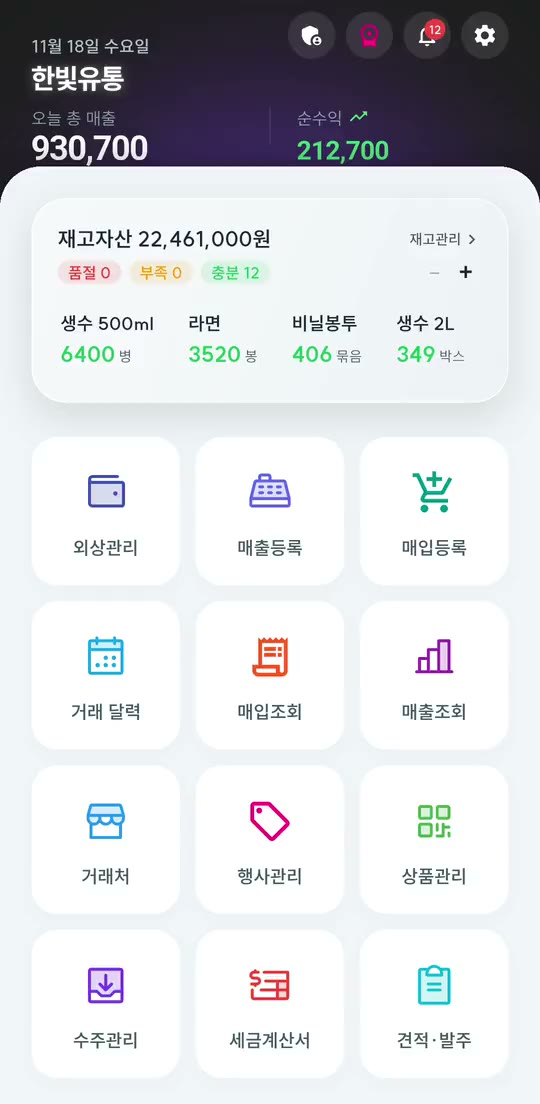 12
11월 18일 수요일
한빛유통
오늘 총 매출 순수익
930,700 212,700
재고자산 22,461,000원 재고관리
품절 0 부족 0 충분 12 − +
생수 500ml 라면 비닐봉투 생수 2L
6400 병 3520 봉 406 묶음 349 박스
외상관리 매출등록 매입등록
거래 달력 매입조회 매출조회
거래처 행사관리 상품관리
수주관리 세금계산서 견적·발주